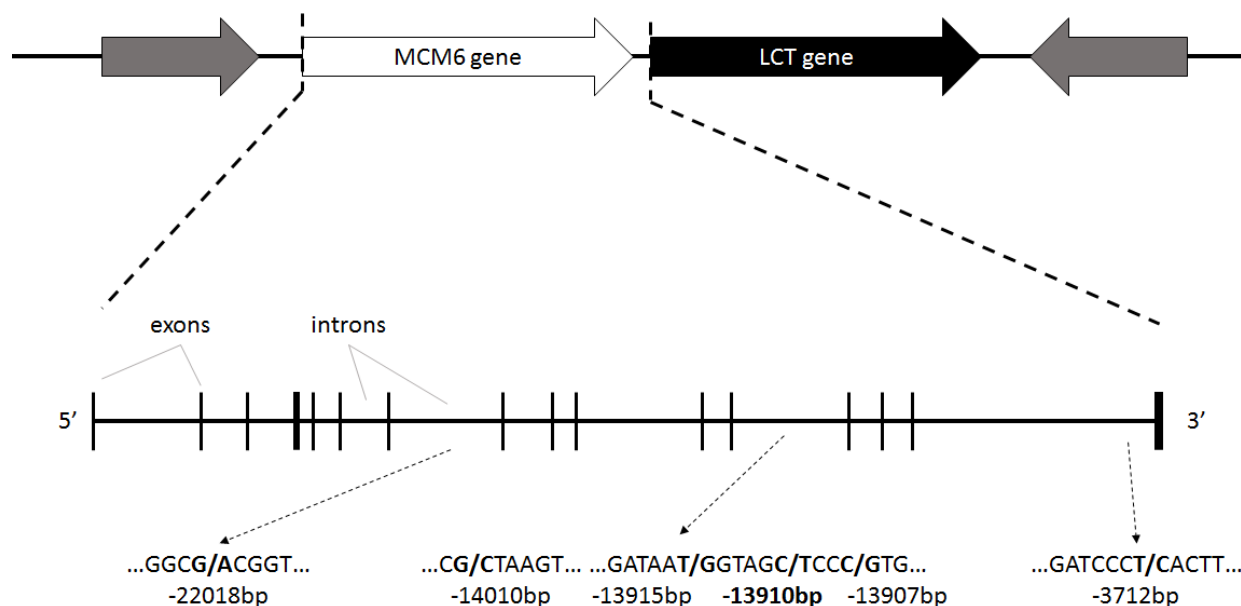 MCM6 gene LCT gene
exons introns
5’ 3’
...GGCG/ACGGT... ...CG/CTAAGT... ...GATAAT/GGTAGC/TCCC/GTG... ...GATCCCT/CACTT...
-22018bp -14010bp -13915bp -13910bp -13907bp -3712bp